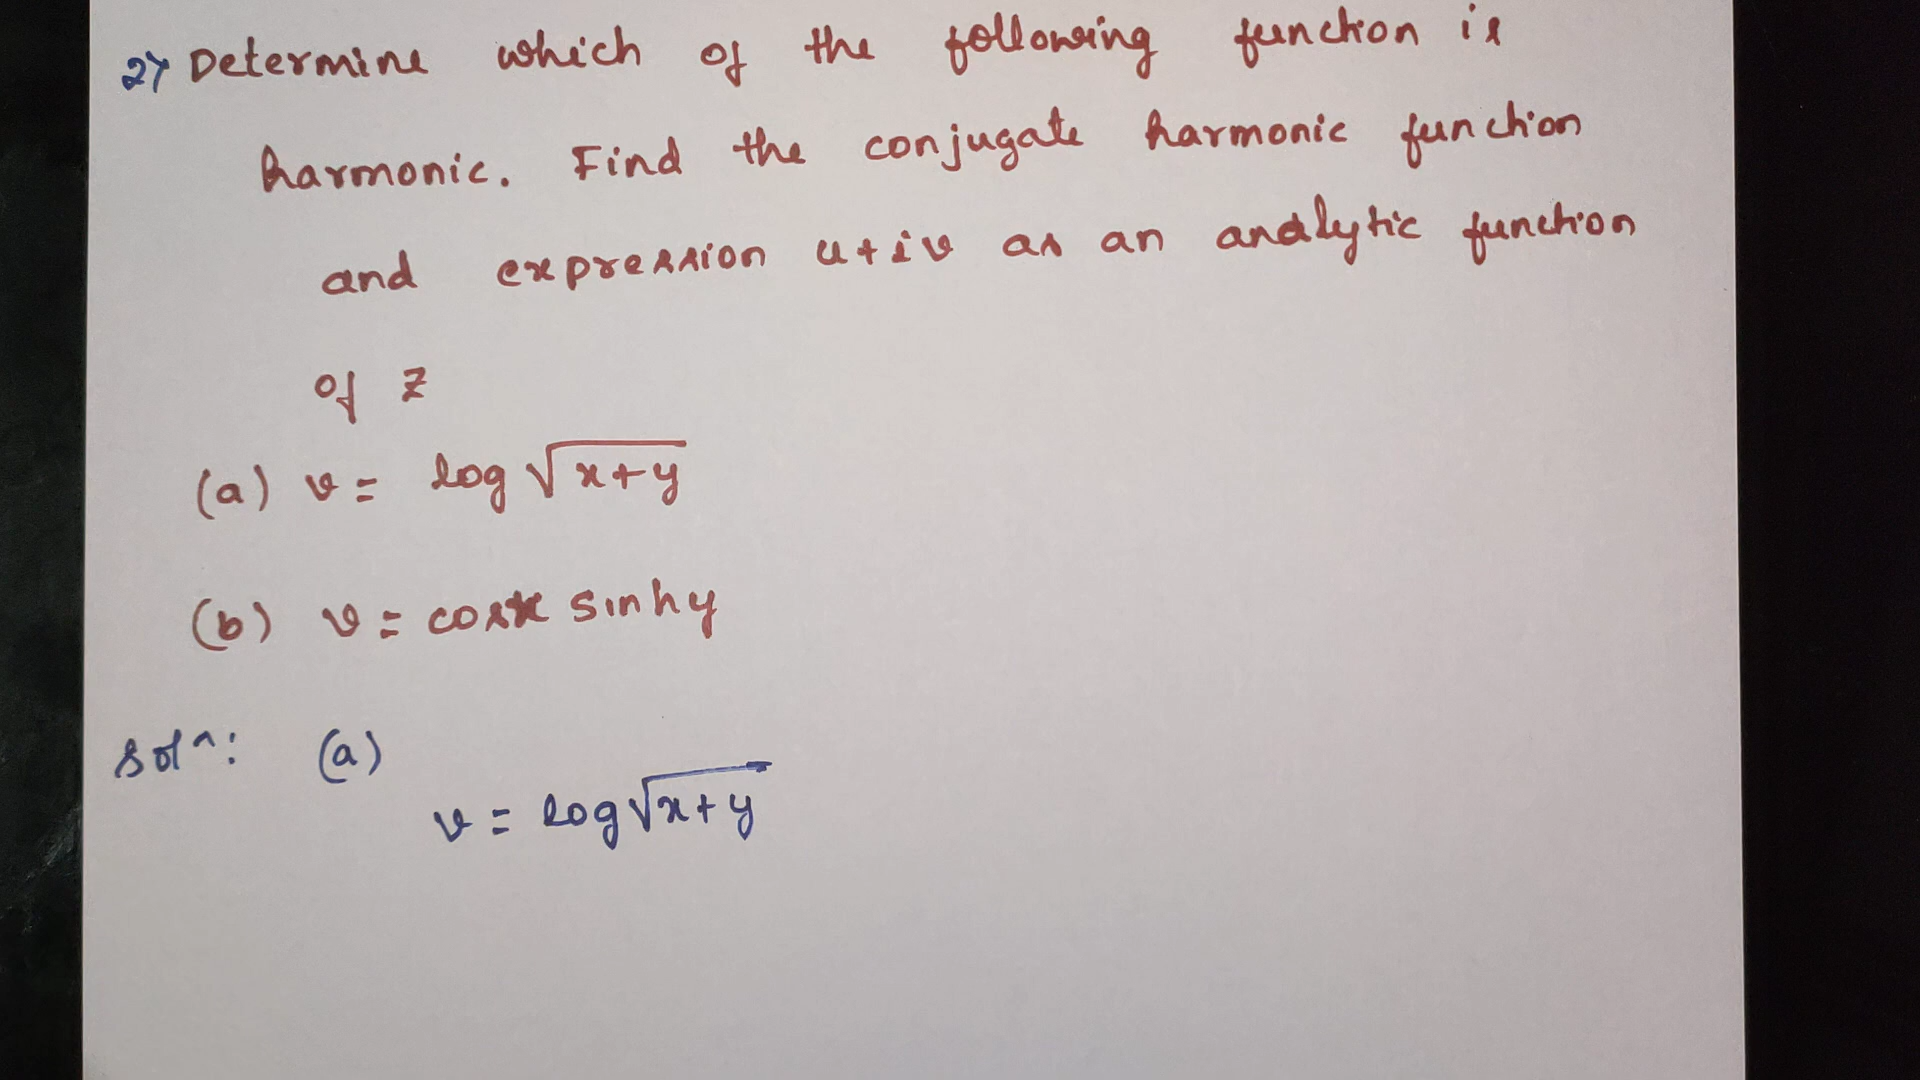 2) Determine which of the following function is
harmonic. Find the conjugate harmonic function
and expression u+iv as an analytic function
of z
(a) v = log √x+y
(b) v = cosx sinhy
Solⁿ: (a)
v = log √x+y